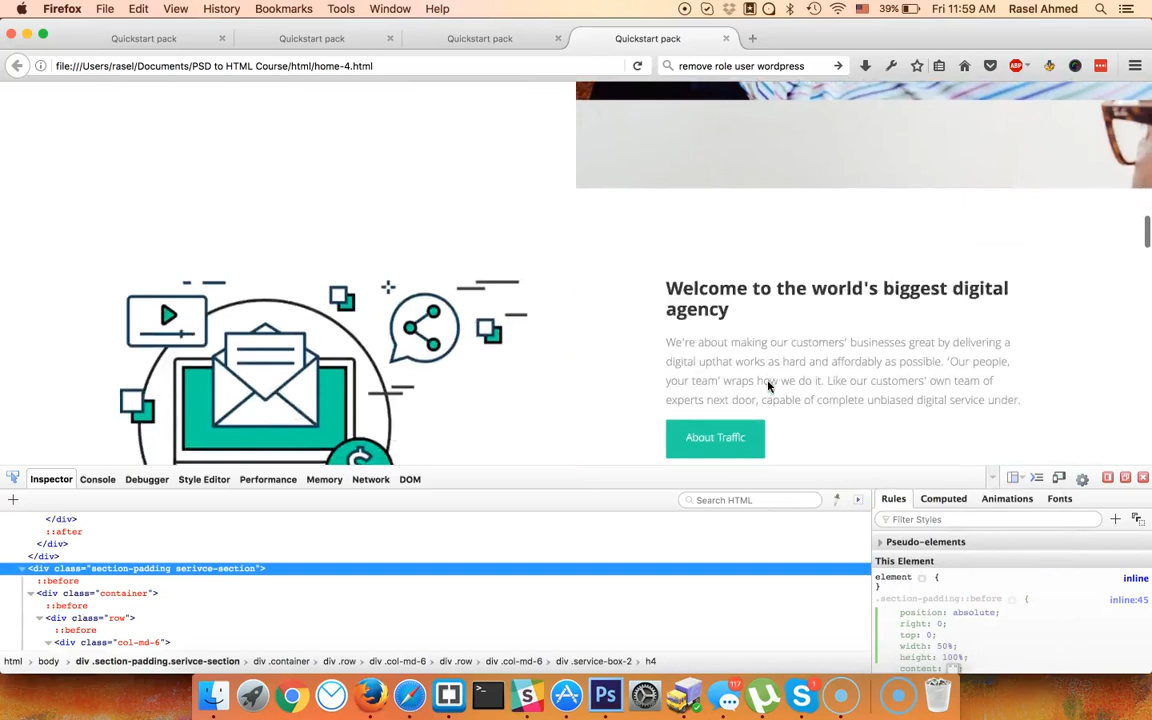 Firefox File Edit View History Bookmarks Tools Window Help 39% Fri 11:59 AM Rasel Ahmed
Quickstart pack Quickstart pack Quickstart pack Quickstart pack
file:///Users/rasel/Documents/PSD to HTML Course/html/home-4.html remove role user wordpress ABP
Welcome to the world's biggest digital
agency
We're about making our customers' businesses great by delivering a
digital upthat works as hard and affordably as possible. 'Our people,
your team' wraps how we do it. Like our customers' own team of
experts next door, capable of complete unbiased digital service under.
About Traffic
Inspector Console Debugger Style Editor Performance Memory Network DOM
Search HTML Rules Computed Animations Fonts
Filter Styles
</div>
::after
</div>
</div>
<div class="section-padding serivce-section">
::before
<div class="container">
::before
<div class="row">
::before
<div class="col-md-6">
Pseudo-elements
This Element
element { inline
}
.section-padding::before { inline:45
position: absolute;
right: 0;
top: 0;
width: 50%;
height: 100%;
content:
html body div .section-padding.serivce-section div .container div .row div .col-md-6 div .row div .col-md-6 div .service-box-2 h4
Ps 117